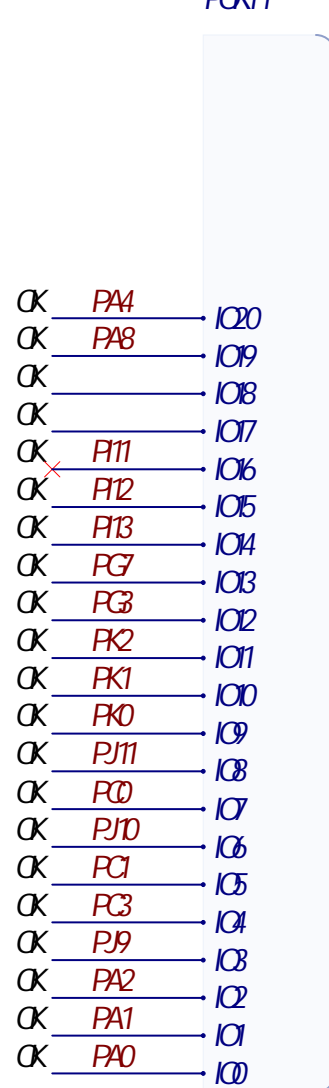 OK PA4 IO20
OK PA8 IO19
OK IO18
OK IO17
OK PI11 IO16
OK PI12 IO15
OK PI13 IO14
OK PG7 IO13
OK PG3 IO12
OK PK2 IO11
OK PK1 IO10
OK PK0 IO9
OK PJ11 IO8
OK PC0 IO7
OK PJ10 IO6
OK PC1 IO5
OK PC3 IO4
OK PJ9 IO3
OK PA2 IO2
OK PA1 IO1
OK PA0 IO0